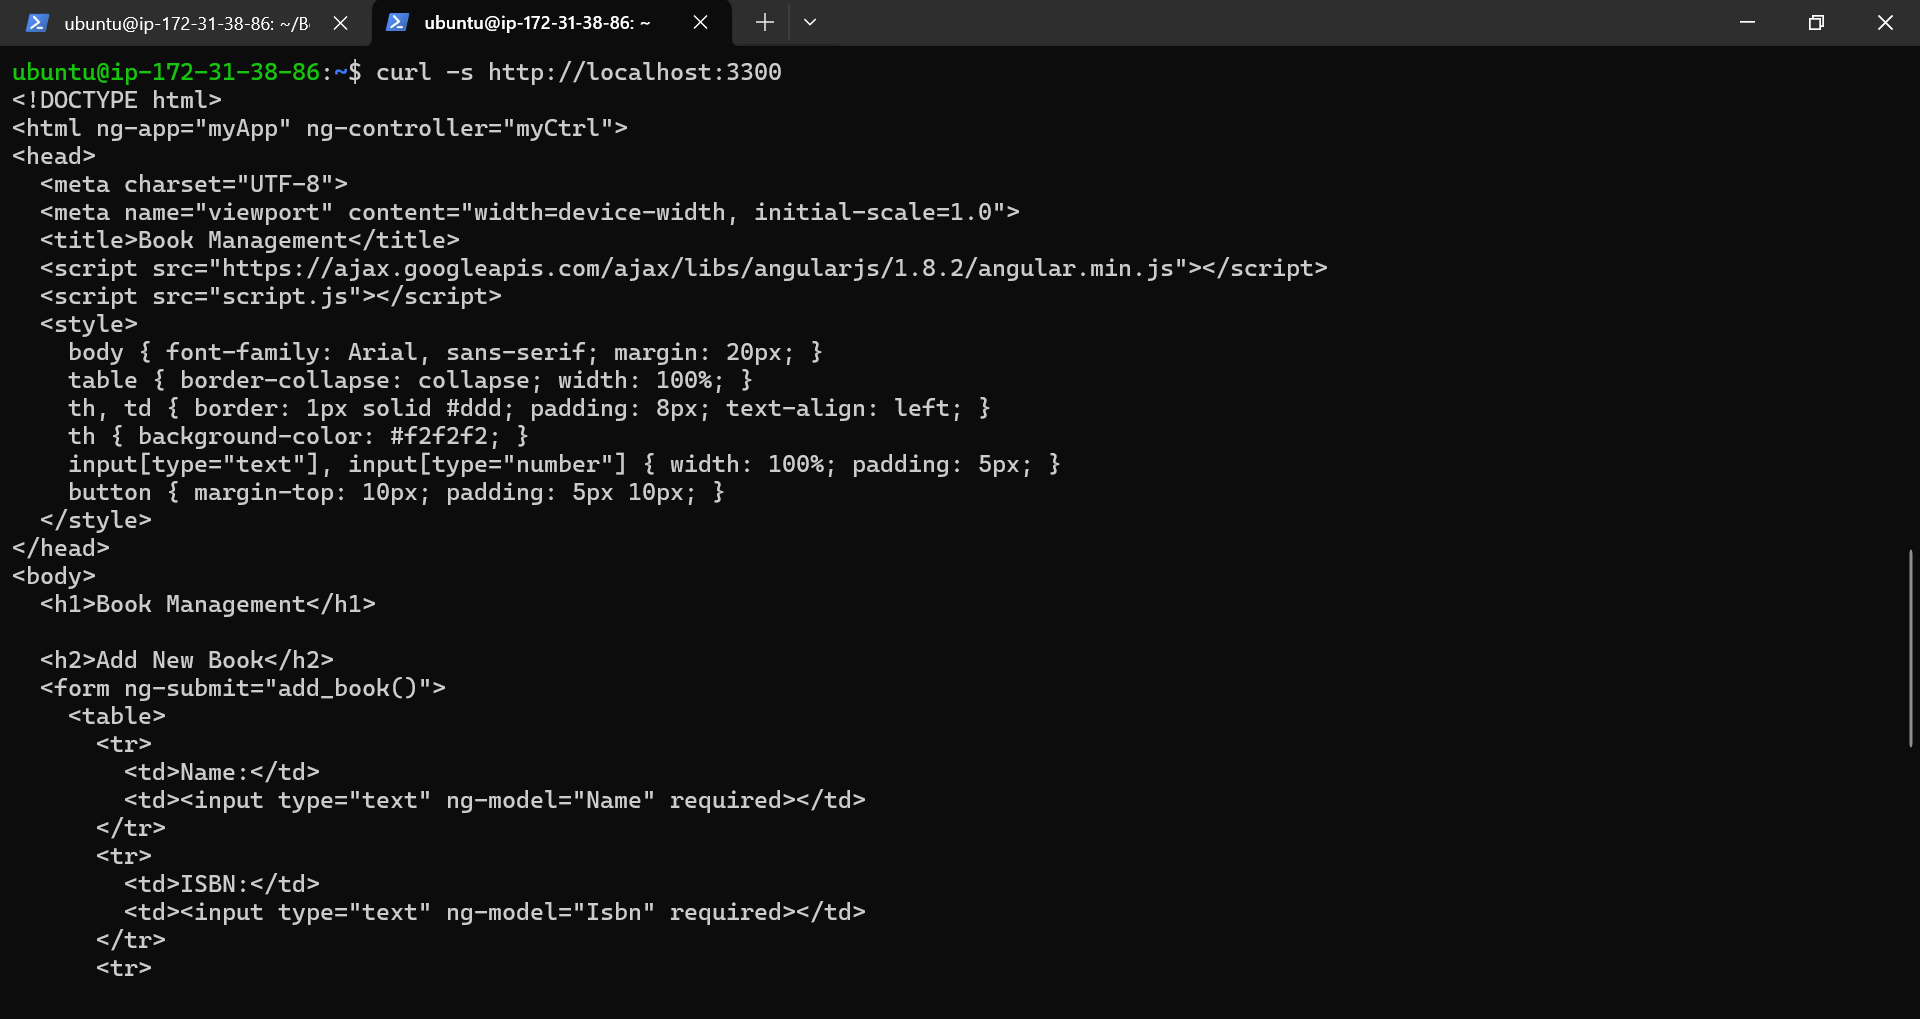 ubuntu@ip-172-31-38-86: ~/B
ubuntu@ip-172-31-38-86: ~
ubuntu@ip-172-31-38-86:~$ curl -s http://localhost:3300
<!DOCTYPE html>
<html ng-app="myApp" ng-controller="myCtrl">
<head>
  <meta charset="UTF-8">
  <meta name="viewport" content="width=device-width, initial-scale=1.0">
  <title>Book Management</title>
  <script src="https://ajax.googleapis.com/ajax/libs/angularjs/1.8.2/angular.min.js"></script>
  <script src="script.js"></script>
  <style>
    body { font-family: Arial, sans-serif; margin: 20px; }
    table { border-collapse: collapse; width: 100%; }
    th, td { border: 1px solid #ddd; padding: 8px; text-align: left; }
    th { background-color: #f2f2f2; }
    input[type="text"], input[type="number"] { width: 100%; padding: 5px; }
    button { margin-top: 10px; padding: 5px 10px; }
  </style>
</head>
<body>
  <h1>Book Management</h1>

  <h2>Add New Book</h2>
  <form ng-submit="add_book()">
    <table>
      <tr>
        <td>Name:</td>
        <td><input type="text" ng-model="Name" required></td>
      </tr>
      <tr>
        <td>ISBN:</td>
        <td><input type="text" ng-model="Isbn" required></td>
      </tr>
      <tr>